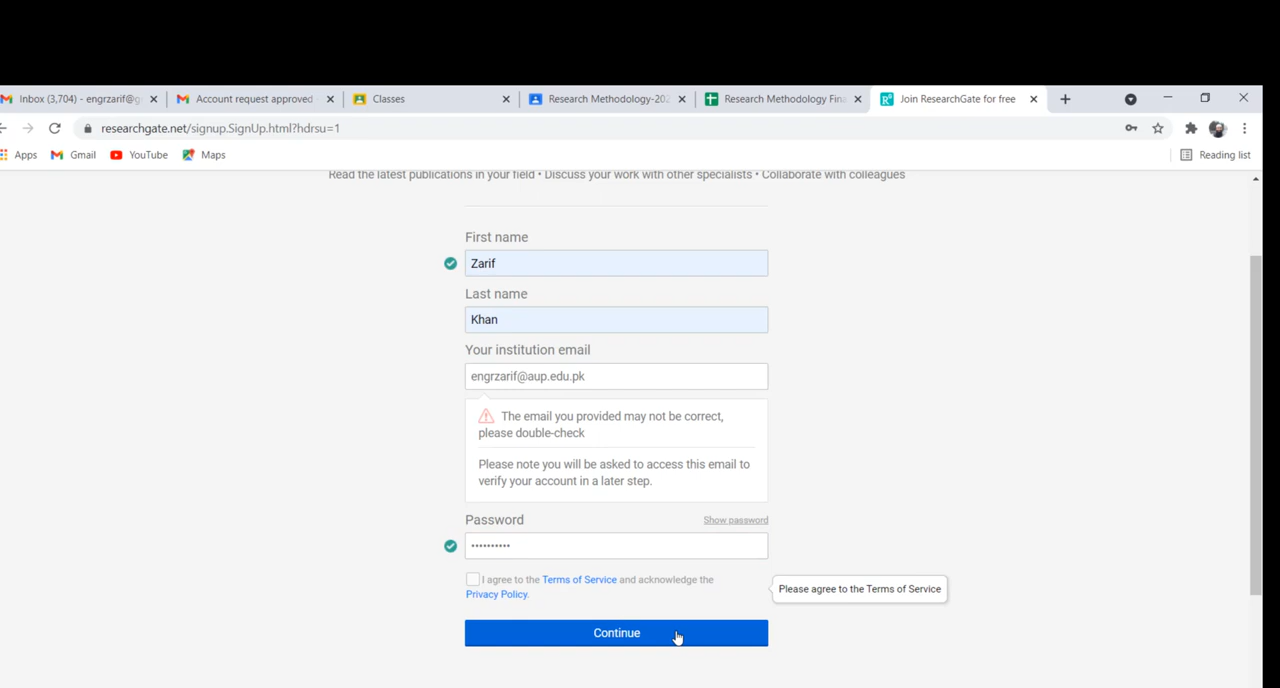 Inbox (3,704) - engrzarif@g
Account request approved
Classes
Research Methodology-202
Research Methodology Fina
Join ResearchGate for free
researchgate.net/signup.SignUp.html?hdrsu=1
Apps
Gmail
YouTube
Maps
Reading list
Read the latest publications in your field • Discuss your work with other specialists • Collaborate with colleagues
First name
Zarif
Last name
Khan
Your institution email
engrzarif@aup.edu.pk
The email you provided may not be correct,
please double-check
Please note you will be asked to access this email to
verify your account in a later step.
Password
Show password
••••••••••
I agree to the Terms of Service and acknowledge the
Privacy Policy.
Please agree to the Terms of Service
Continue